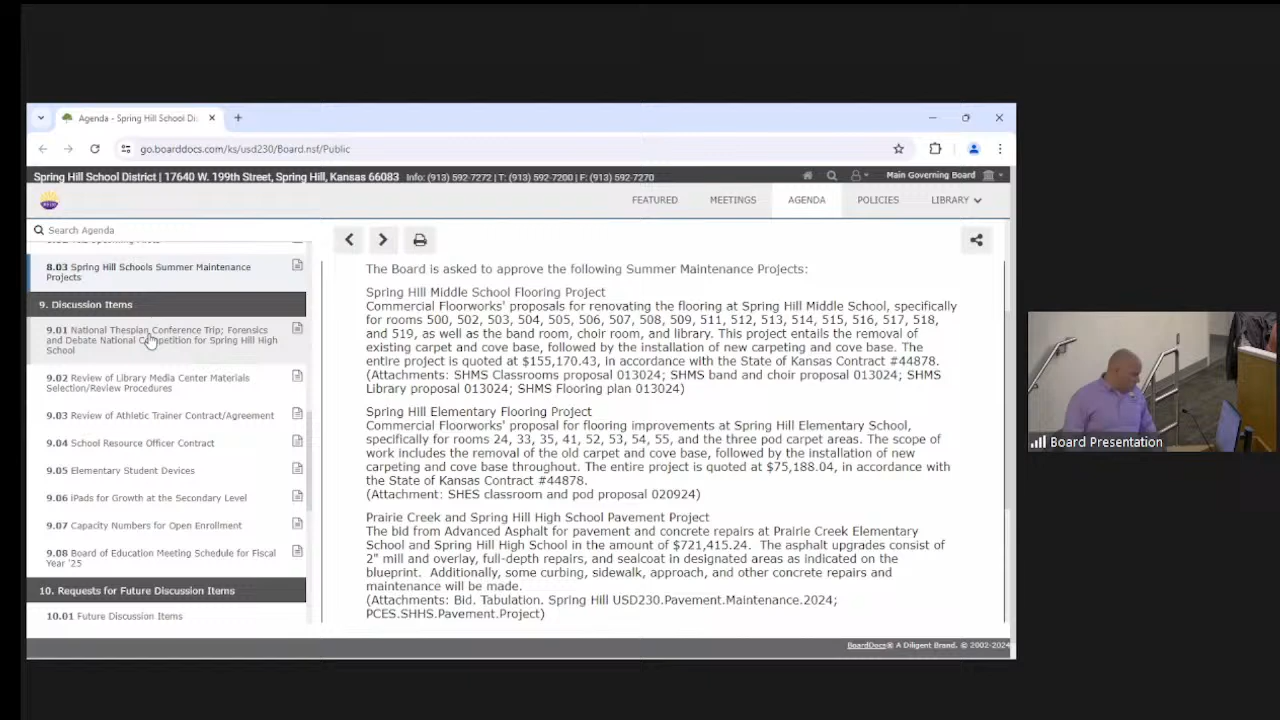 Agenda - Spring Hill School Di
go.boarddocs.com/ks/usd230/Board.nsf/Public
Spring Hill School District | 17640 W. 199th Street, Spring Hill, Kansas 66083 Info: (913) 592-7272 | T: (913) 592-7200 | F: (913) 592-7270
Main Governing Board
FEATURED MEETINGS AGENDA POLICIES LIBRARY
Search Agenda
8.03 Spring Hill Schools Summer Maintenance
Projects
9. Discussion Items
9.01 National Thespian Conference Trip; Forensics
and Debate National Competition for Spring Hill High
School
9.02 Review of Library Media Center Materials
Selection/Review Procedures
9.03 Review of Athletic Trainer Contract/Agreement
9.04 School Resource Officer Contract
9.05 Elementary Student Devices
9.06 iPads for Growth at the Secondary Level
9.07 Capacity Numbers for Open Enrollment
9.08 Board of Education Meeting Schedule for Fiscal
Year '25
10. Requests for Future Discussion Items
10.01 Future Discussion Items
The Board is asked to approve the following Summer Maintenance Projects:
Spring Hill Middle School Flooring Project
Commercial Floorworks' proposals for renovating the flooring at Spring Hill Middle School, specifically
for rooms 500, 502, 503, 504, 505, 506, 507, 508, 509, 511, 512, 513, 514, 515, 516, 517, 518,
and 519, as well as the band room, choir room, and library. This project entails the removal of
existing carpet and cove base, followed by the installation of new carpeting and cove base. The
entire project is quoted at $155,170.43, in accordance with the State of Kansas Contract #44878.
(Attachments: SHMS Classrooms proposal 013024; SHMS band and choir proposal 013024; SHMS
Library proposal 013024; SHMS Flooring plan 013024)
Spring Hill Elementary Flooring Project
Commercial Floorworks' proposal for flooring improvements at Spring Hill Elementary School,
specifically for rooms 24, 33, 35, 41, 52, 53, 54, 55, and the three pod carpet areas. The scope of
work includes the removal of the old carpet and cove base, followed by the installation of new
carpeting and cove base throughout. The entire project is quoted at $75,188.04, in accordance with
the State of Kansas Contract #44878.
(Attachment: SHES classroom and pod proposal 020924)
Prairie Creek and Spring Hill High School Pavement Project
The bid from Advanced Asphalt for pavement and concrete repairs at Prairie Creek Elementary
School and Spring Hill High School in the amount of $721,415.24. The asphalt upgrades consist of
2" mill and overlay, full-depth repairs, and sealcoat in designated areas as indicated on the
blueprint. Additionally, some curbing, sidewalk, approach, and other concrete repairs and
maintenance will be made.
(Attachments: Bid. Tabulation. Spring Hill USD230.Pavement.Maintenance.2024;
PCES.SHHS.Pavement.Project)
BoardDocs® A Diligent Brand. © 2002-2024
Board Presentation